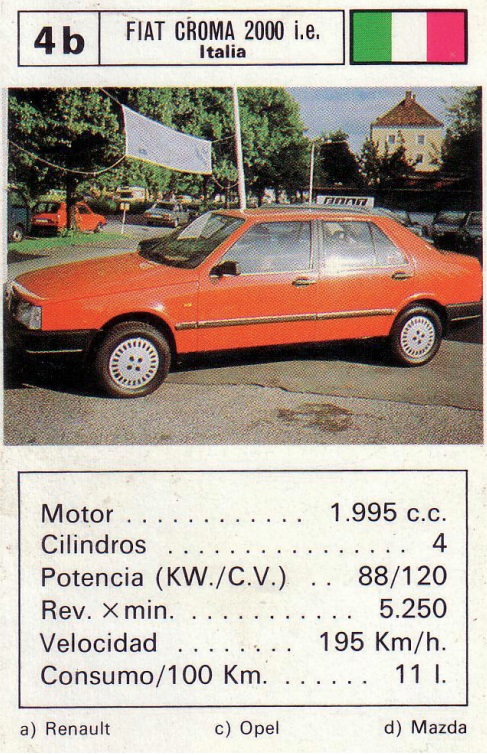 4b
FIAT CROMA 2000 i.e.
Italia
FIAT
Motor . . . . . . . . . . . . . 1.995 c.c.
Cilindros . . . . . . . . . . . . . . . . . 4
Potencia (KW./C.V.) . . 88/120
Rev. × min. . . . . . . . . . . . . 5.250
Velocidad . . . . . . . . 195 Km/h.
Consumo/100 Km. . . . . . . 11 l.
a) Renault c) Opel d) Mazda